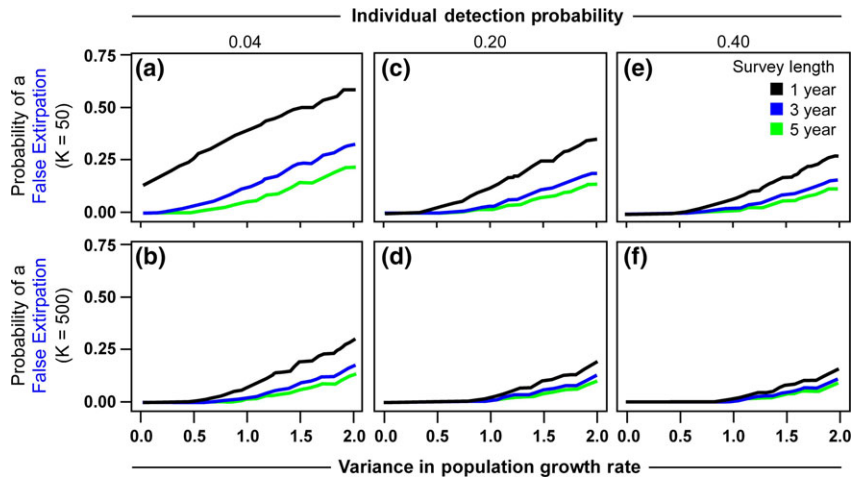 Individual detection probability
0.04 0.20 0.40
Probability of a
False Extirpation
(K = 50)
0.75
0.50
0.25
0.00
(a) (c) (e)
Survey length
1 year
3 year
5 year
Probability of a
False Extirpation
(K = 500)
0.75
0.50
0.25
0.00
(b) (d) (f)
0.0 0.5 1.0 1.5 2.0 0.0 0.5 1.0 1.5 2.0 0.0 0.5 1.0 1.5 2.0
Variance in population growth rate